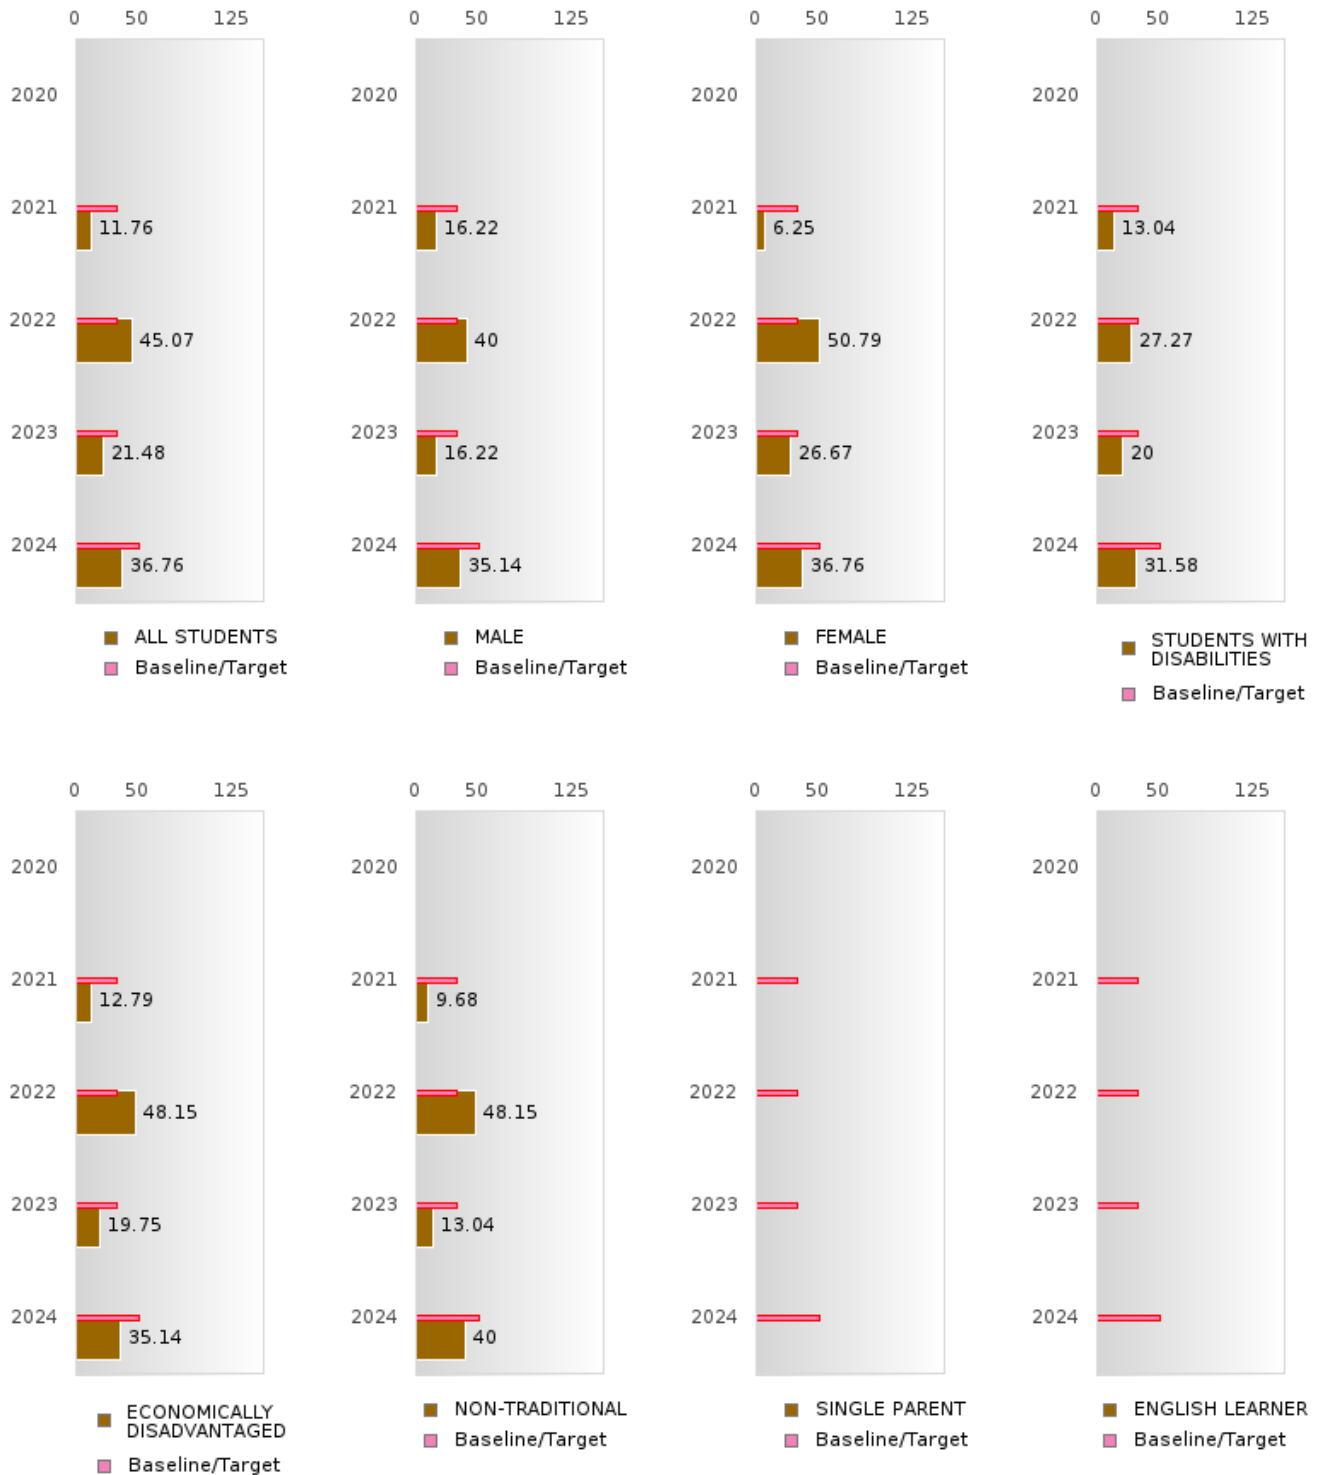 0 50 125 0 50 125 0 50 125 0 50 125
2020 2020 2020 2020
2021 2021 2021 2021
11.76 16.22 6.25 13.04
2022 2022 2022 2022
45.07 40 50.79 27.27
2023 2023 2023 2023
21.48 16.22 26.67 20
2024 2024 2024 2024
36.76 35.14 36.76 31.58
ALL STUDENTS MALE FEMALE STUDENTS WITH
DISABILITIES
Baseline/Target Baseline/Target Baseline/Target Baseline/Target
0 50 125 0 50 125 0 50 125 0 50 125
2020 2020 2020 2020
2021 2021 2021 2021
12.79 9.68
2022 2022 2022 2022
48.15 48.15
2023 2023 2023 2023
19.75 13.04
2024 2024 2024 2024
35.14 40
ECONOMICALLY NON-TRADITIONAL SINGLE PARENT ENGLISH LEARNER
DISADVANTAGED
Baseline/Target Baseline/Target Baseline/Target Baseline/Target